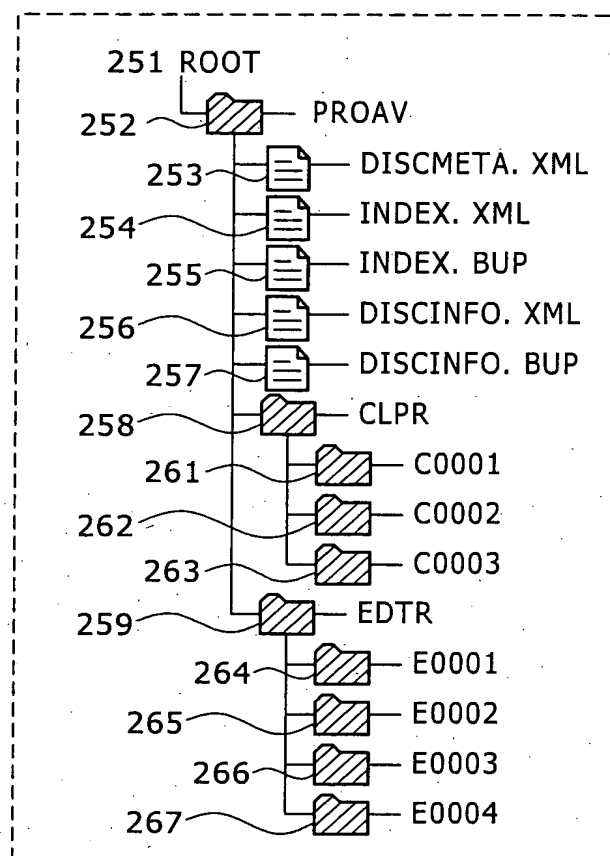 251 ROOT
252 PROAV
253 DISCMETA. XML
254 INDEX. XML
255 INDEX. BUP
256 DISCINFO. XML
257 DISCINFO. BUP
258 CLPR
261 C0001
262 C0002
263 C0003
259 EDTR
264 E0001
265 E0002
266 E0003
267 E0004